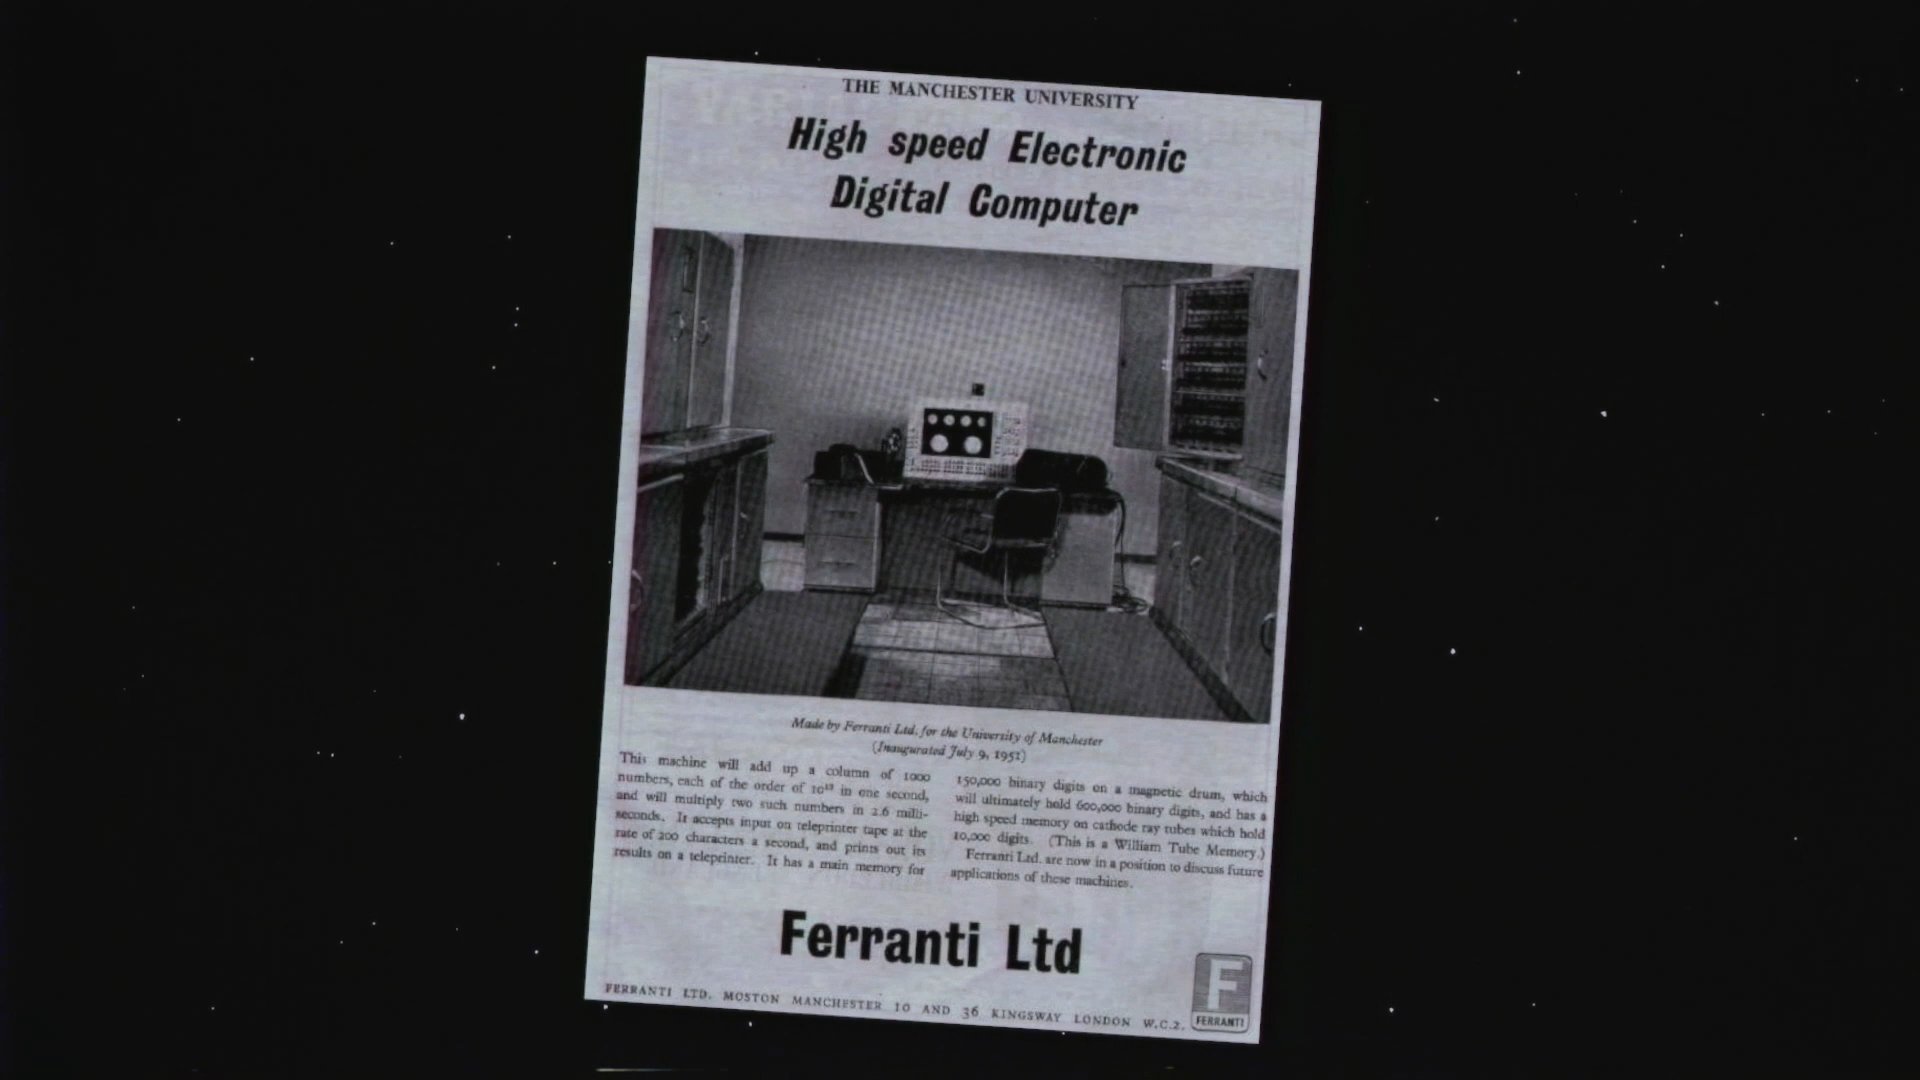 THE MANCHESTER UNIVERSITY
High speed Electronic
Digital Computer
Made by Ferranti Ltd. for the University of Manchester
(Inaugurated July 9, 1951)
This machine will add up a column of 1000
numbers, each of the order of 10¹² in one second,
and will multiply two such numbers in 2.6 milli-
seconds. It accepts input on teleprinter tape at the
rate of 200 characters a second, and prints out its
results on a teleprinter. It has a main memory for
150,000 binary digits on a magnetic drum, which
will ultimately hold 600,000 binary digits, and has a
high speed memory on cathode ray tubes which hold
10,000 digits. (This is a William Tube Memory.)
Ferranti Ltd. are now in a position to discuss future
applications of these machines.
Ferranti Ltd
FERRANTI LTD. MOSTON MANCHESTER 10 AND 36 KINGSWAY LONDON W.C.2.
F
FERRANTI